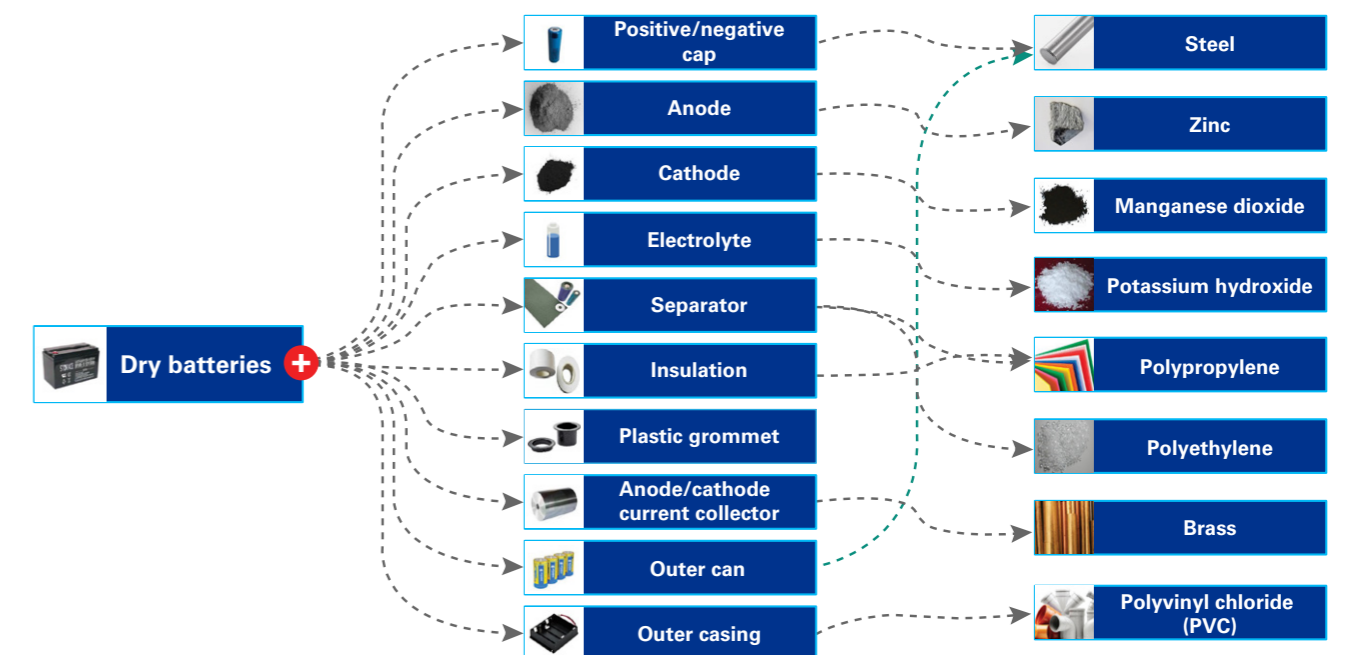 Dry batteries
Positive/negative
cap
Anode
Cathode
Electrolyte
Separator
Insulation
Plastic grommet
Anode/cathode
current collector
Outer can
Outer casing
Steel
Zinc
Manganese dioxide
Potassium hydroxide
Polypropylene
Polyethylene
Brass
Polyvinyl chloride
(PVC)